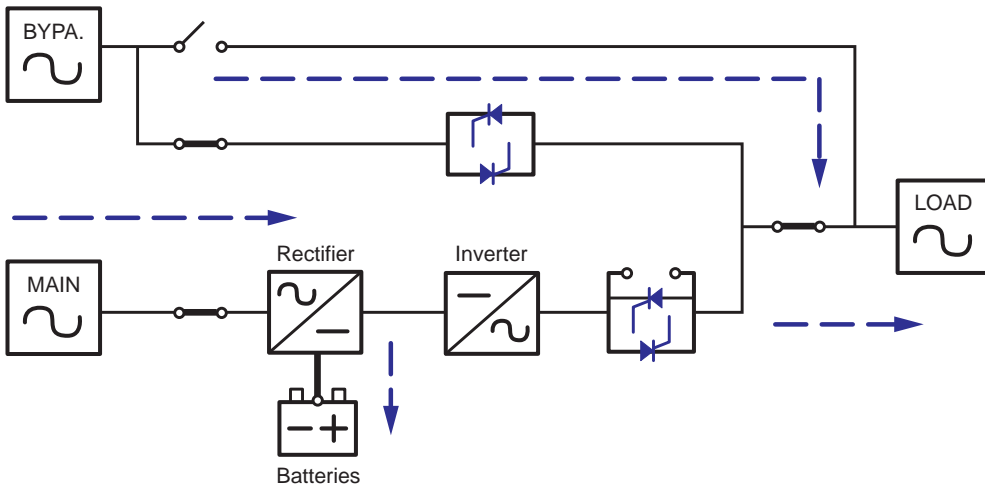 BYPA.
LOAD
Rectifier
Inverter
MAIN
Batteries